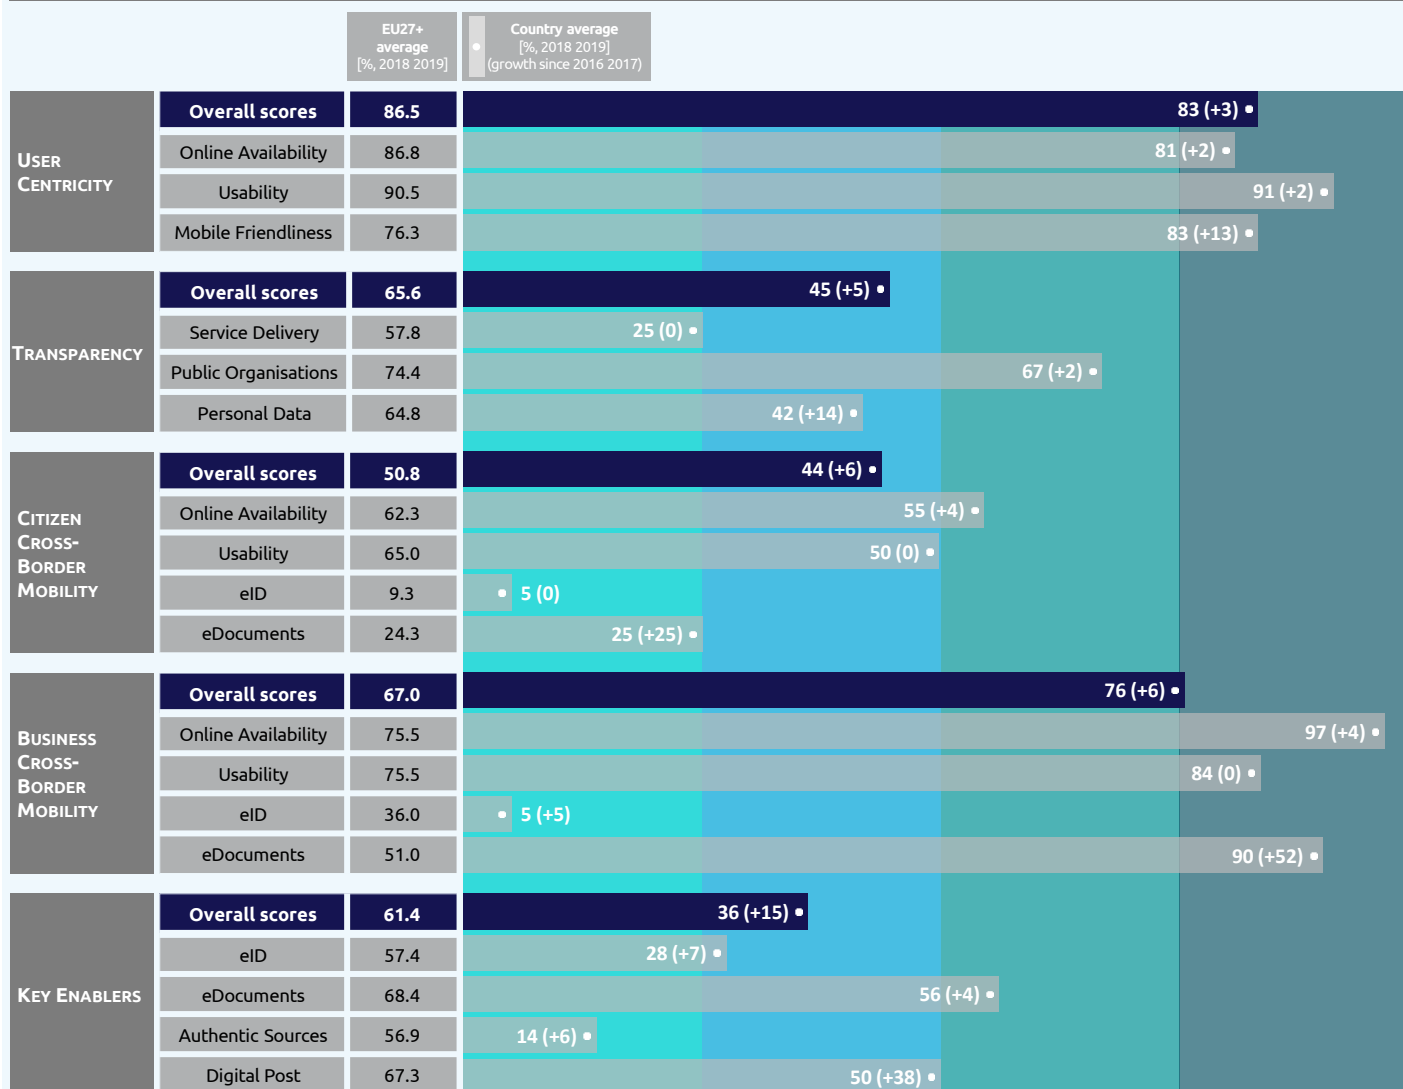 EU27+
average
[%, 2018 2019]
Country average
[%, 2018 2019]
(growth since 2016 2017)
USER
CENTRICITY
Overall scores 86.5 83 (+3)
Online Availability 86.8 81 (+2)
Usability 90.5 91 (+2)
Mobile Friendliness 76.3 83 (+13)
TRANSPARENCY
Overall scores 65.6 45 (+5)
Service Delivery 57.8 25 (0)
Public Organisations 74.4 67 (+2)
Personal Data 64.8 42 (+14)
CITIZEN
CROSS-
BORDER
MOBILITY
Overall scores 50.8 44 (+6)
Online Availability 62.3 55 (+4)
Usability 65.0 50 (0)
eID 9.3 5 (0)
eDocuments 24.3 25 (+25)
BUSINESS
CROSS-
BORDER
MOBILITY
Overall scores 67.0 76 (+6)
Online Availability 75.5 97 (+4)
Usability 75.5 84 (0)
eID 36.0 5 (+5)
eDocuments 51.0 90 (+52)
KEY ENABLERS
Overall scores 61.4 36 (+15)
eID 57.4 28 (+7)
eDocuments 68.4 56 (+4)
Authentic Sources 56.9 14 (+6)
Digital Post 67.3 50 (+38)